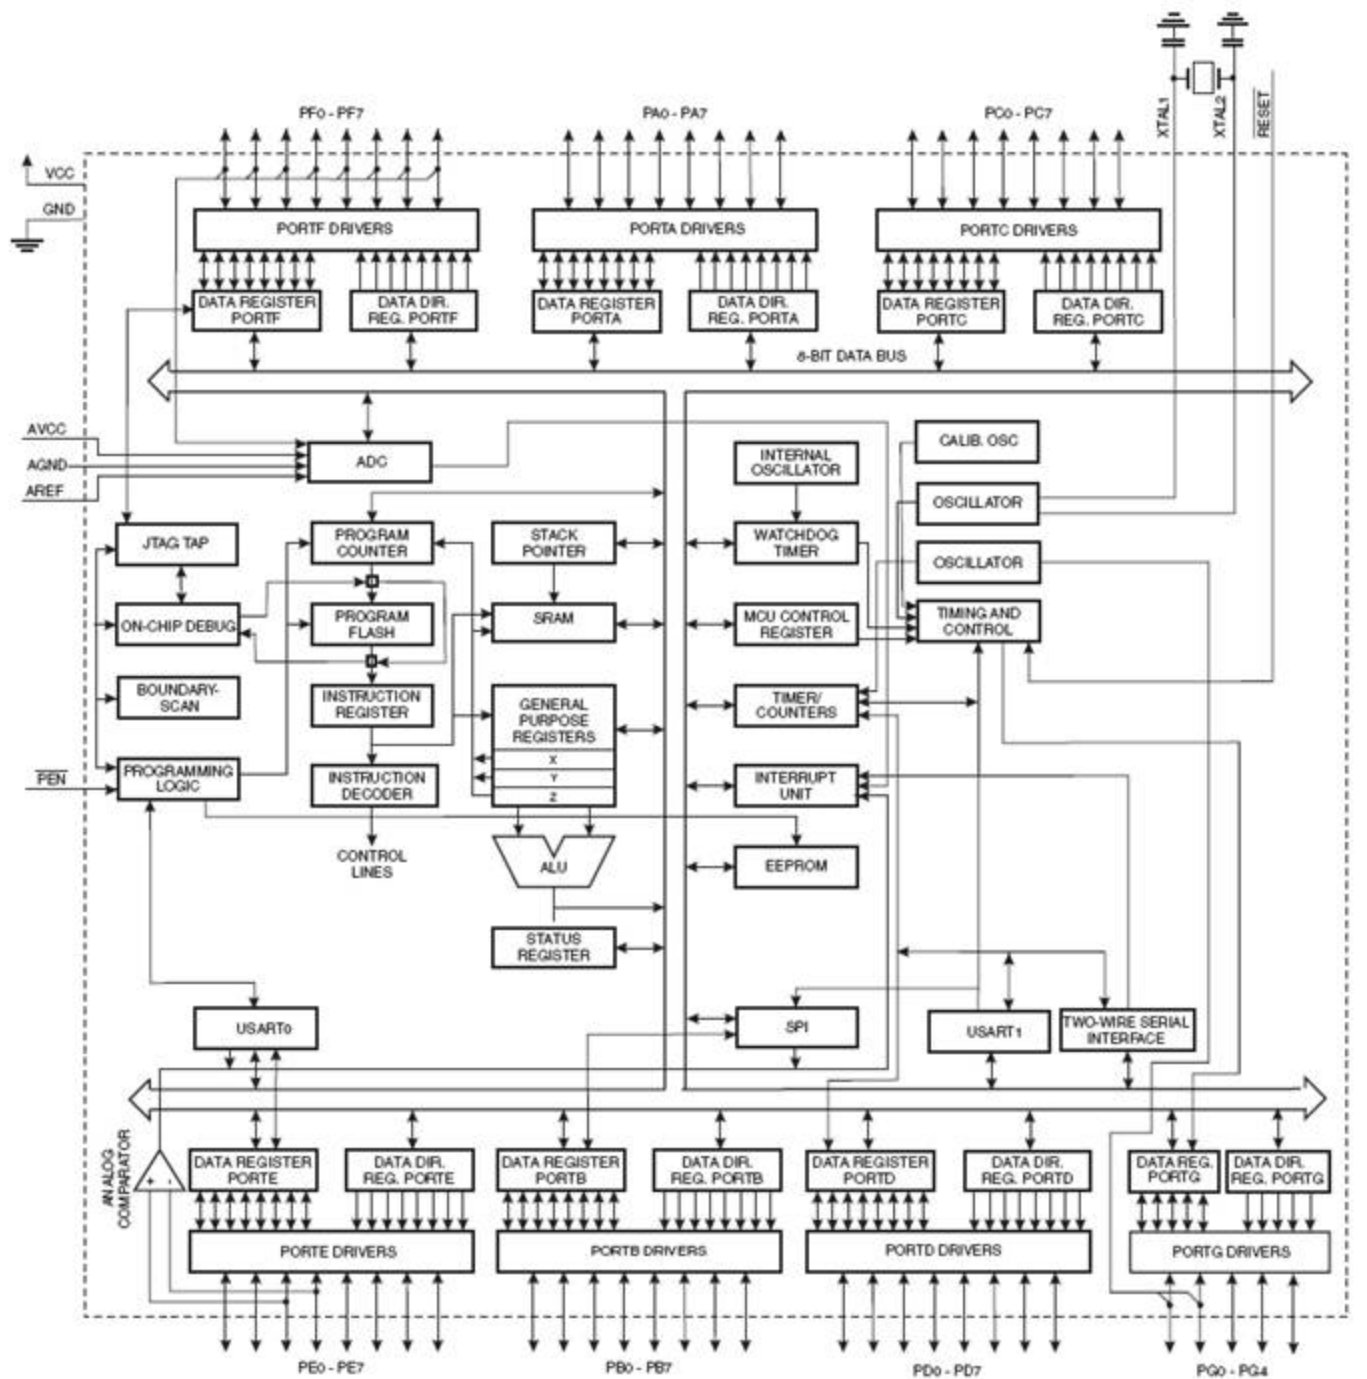 PF0 - PF7
PA0 - PA7
PC0 - PC7
XTAL1
XTAL2
RESET
VCC
GND
PORTF DRIVERS
PORTA DRIVERS
PORTC DRIVERS
DATA REGISTER
PORTF
DATA DIR.
REG. PORTF
DATA REGISTER
PORTA
DATA DIR.
REG. PORTA
DATA REGISTER
PORTC
DATA DIR.
REG. PORTC
8-BIT DATA BUS
AVCC
AGND
AREF
ADC
INTERNAL
OSCILLATOR
CALIB. OSC
OSCILLATOR
JTAG TAP
PROGRAM
COUNTER
STACK
POINTER
WATCHDOG
TIMER
OSCILLATOR
ON-CHIP DEBUG
PROGRAM
FLASH
SRAM
MCU CONTROL
REGISTER
TIMING AND
CONTROL
BOUNDARY-
SCAN
INSTRUCTION
REGISTER
GENERAL
PURPOSE
REGISTERS
X
Y
Z
TIMER/
COUNTERS
PEN
PROGRAMMING
LOGIC
INSTRUCTION
DECODER
INTERRUPT
UNIT
CONTROL
LINES
ALU
EEPROM
STATUS
REGISTER
USART0
SPI
USART1
TWO-WIRE SERIAL
INTERFACE
ANALOG
COMPARATOR
+
-
DATA REGISTER
PORTE
DATA DIR.
REG. PORTE
DATA REGISTER
PORTB
DATA DIR.
REG. PORTB
DATA REGISTER
PORTD
DATA DIR.
REG. PORTD
DATA REG.
PORTG
DATA DIR.
REG. PORTG
PORTE DRIVERS
PORTB DRIVERS
PORTD DRIVERS
PORTG DRIVERS
PE0 - PE7
PB0 - PB7
PD0 - PD7
PG0 - PG4